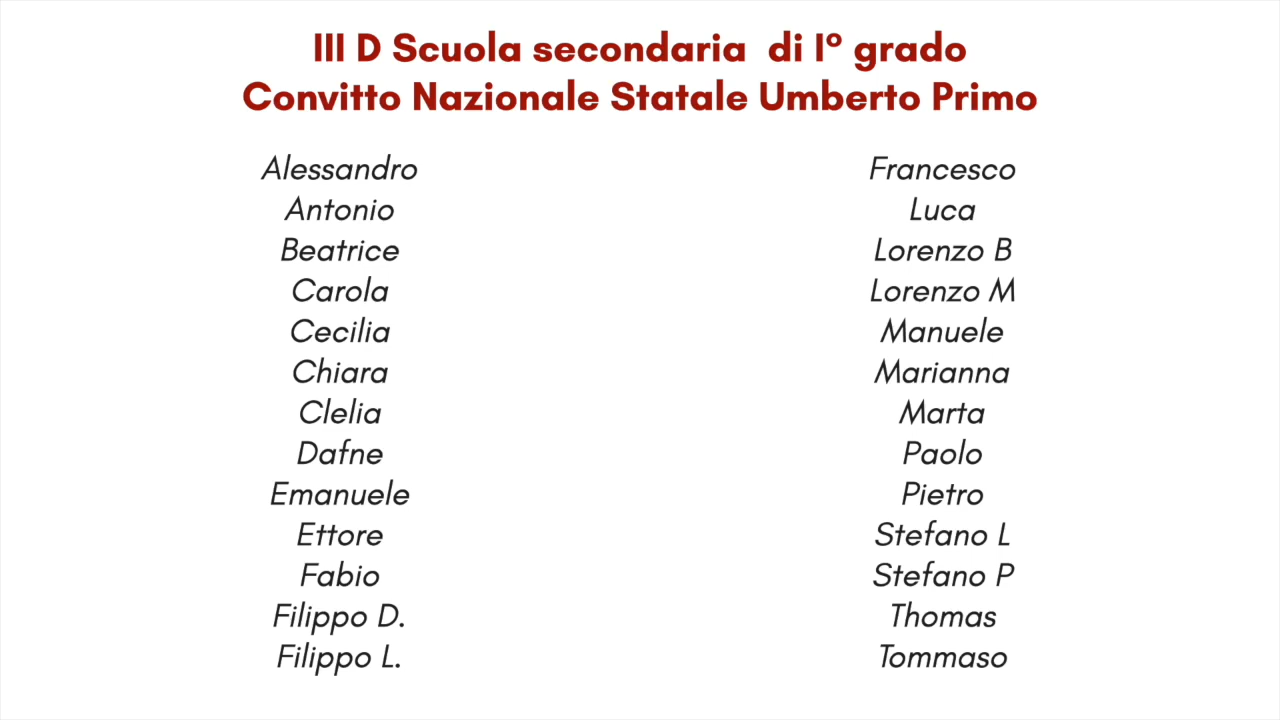 III D Scuola secondaria  di I° grado
Convitto Nazionale Statale Umberto Primo
Alessandro
Antonio
Beatrice
Carola
Cecilia
Chiara
Clelia
Dafne
Emanuele
Ettore
Fabio
Filippo D.
Filippo L.
Francesco
Luca
Lorenzo B
Lorenzo M
Manuele
Marianna
Marta
Paolo
Pietro
Stefano L
Stefano P
Thomas
Tommaso